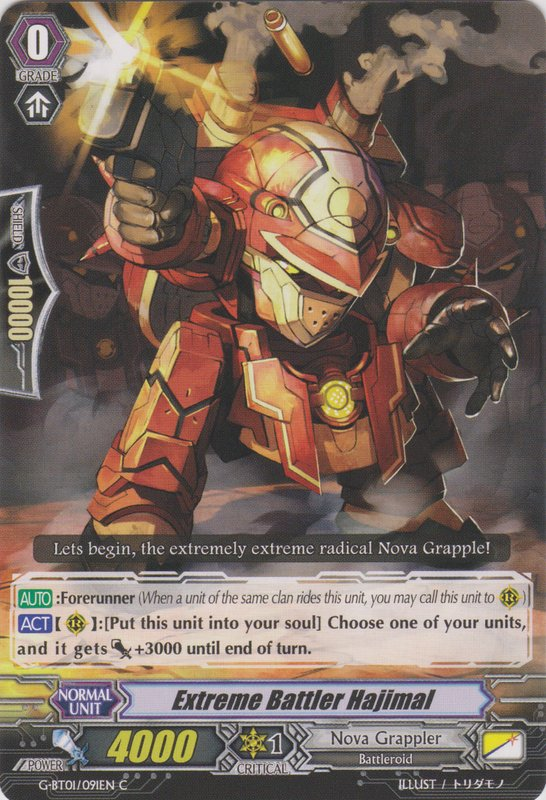 0
GRADE
SHIELD
10000
Lets begin, the extremely extreme radical Nova Grapple!
AUTO :Forerunner (When a unit of the same clan rides this unit, you may call this unit to R)
ACT【R】:[Put this unit into your soul] Choose one of your units,
and it gets +3000 until end of turn.
NORMAL
UNIT
Extreme Battler Hajimal
POWER
4000
1
CRITICAL
Nova Grappler
Battleroid
G-BT01/091EN C
ILLUST / トリダモノ